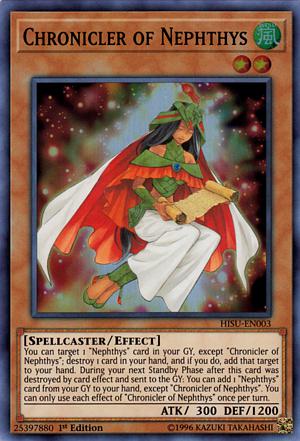 CHRONICLER OF NEPHTHYS
風
HISU-EN003
[SPELLCASTER/EFFECT]
You can target 1 "Nephthys" card in your GY, except "Chronicler
of Nephthys"; destroy 1 card in your hand, and if you do, add that
target to your hand. During your next Standby Phase after this card was
destroyed by card effect and sent to the GY: You can add 1 "Nephthys"
card from your GY to your hand, except "Chronicler of Nephthys". You
can only use each effect of "Chronicler of Nephthys" once per turn.
ATK/ 300 DEF/1200
25397880 1st Edition ©1996 KAZUKI TAKAHASHI